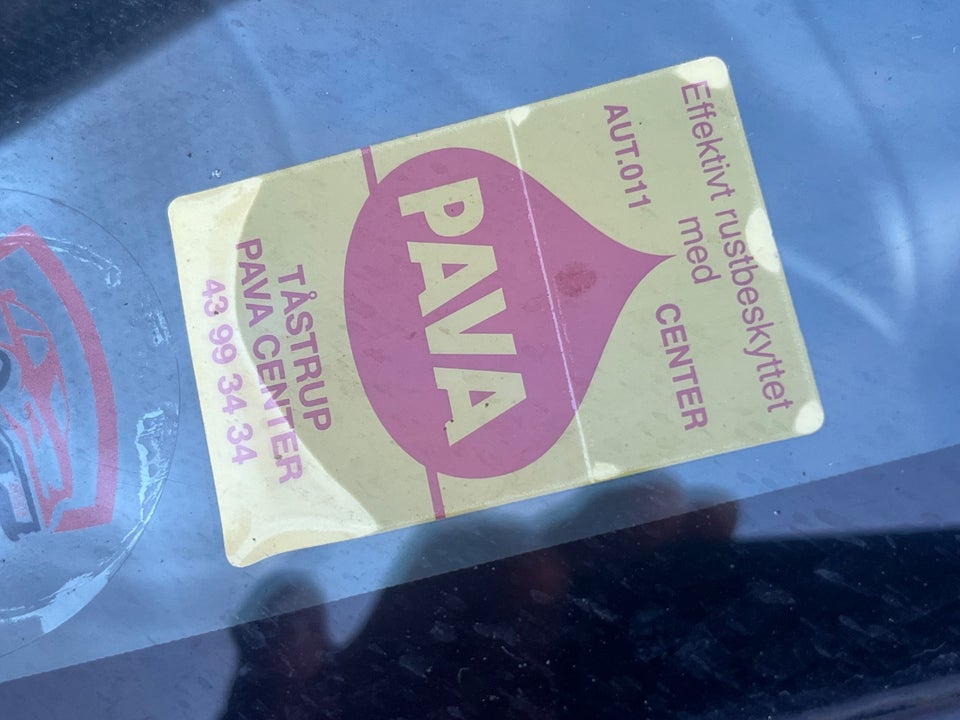 Effektivt rustbeskyttet
med
AUT.011 CENTER
PAVA
TÅSTRUP
PAVA CENTER
43 99 34 34